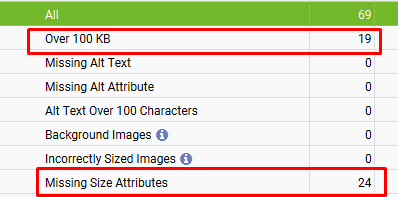 All 69
Over 100 KB 19
Missing Alt Text 0
Missing Alt Attribute 0
Alt Text Over 100 Characters 0
Background Images 0
Incorrectly Sized Images 0
Missing Size Attributes 24